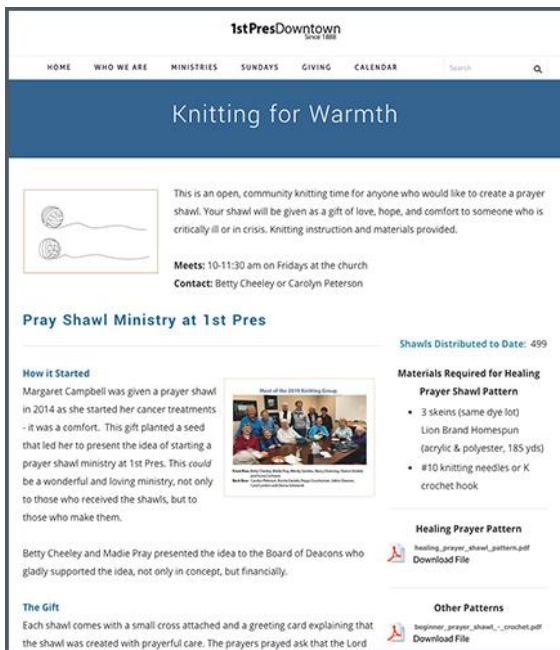 1stPresDowntown
Since 1888
HOME WHO WE ARE MINISTRIES SUNDAYS GIVING CALENDAR Search
Knitting for Warmth
This is an open, community knitting time for anyone who would like to create a prayer
shawl. Your shawl will be given as a gift of love, hope, and comfort to someone who is
critically ill or in crisis. Knitting instruction and materials provided.
Meets: 10-11:30 am on Fridays at the church
Contact: Betty Cheeley or Carolyn Peterson
Pray Shawl Ministry at 1st Pres
How it Started
Margaret Campbell was given a prayer shawl
in 2014 as she started her cancer treatments
- it was a comfort. This gift planted a seed
that led her to present the idea of starting a
prayer shawl ministry at 1st Pres. This could
be a wonderful and loving ministry, not only
to those who received the shawls, but to
those who make them.
Most of the 2019 Knitting Group
Betty Cheeley and Madie Pray presented the idea to the Board of Deacons who
gladly supported the idea, not only in concept, but financially.
The Gift
Each shawl comes with a small cross attached and a greeting card explaining that
the shawl was created with prayerful care. The prayers prayed ask that the Lord
Shawls Distributed to Date: 499
Materials Required for Healing
Prayer Shawl Pattern
• 3 skeins (same dye lot)
Lion Brand Homespun
(acrylic & polyester, 185 yds)
• #10 knitting needles or K
crochet hook
Healing Prayer Pattern
healing_prayer_shawl_pattern.pdf
Download File
Other Patterns
beginner_prayer_shawl_-_crochet.pdf
Download File